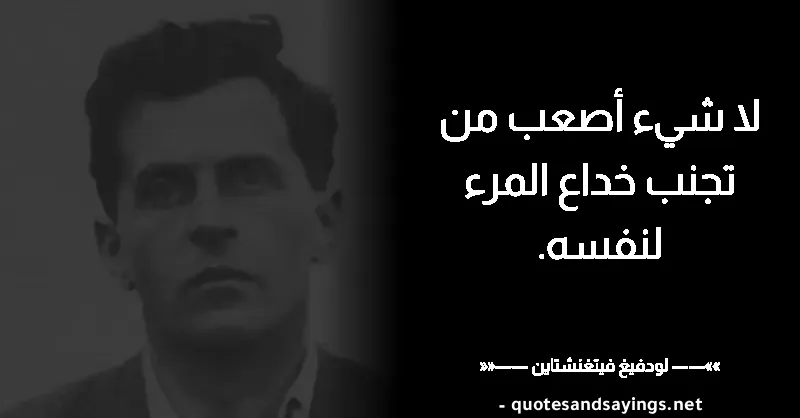 لا شيء أصعب من
تجنب خداع المرء
لنفسه.
»»—— لودفيغ فيتغنشتاين ——««
- quotesandsayings.net